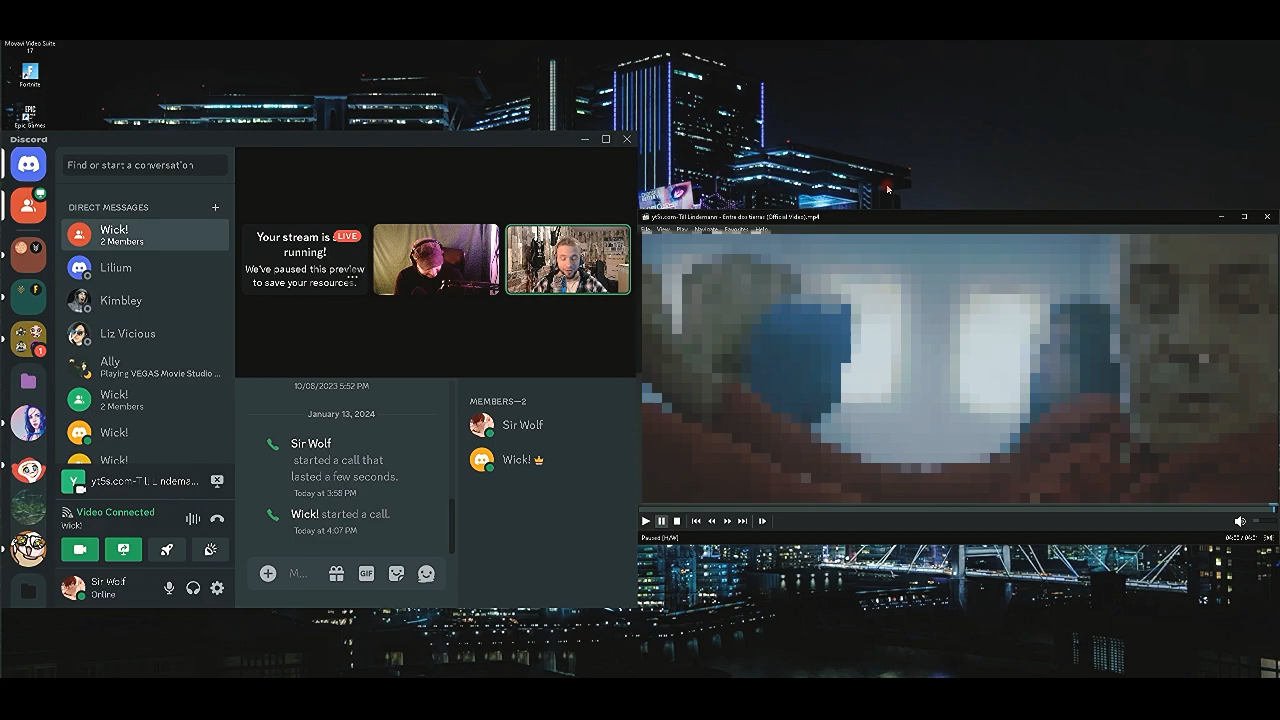 Movavi Video Suite
17
Fortnite
EPIC
Epic Games
Discord
Find or start a conversation
DIRECT MESSAGES
Wick!
2 Members
Lilium
Kimbley
Liz Vicious
Ally
Playing VEGAS Movie Studio ...
Wick!
2 Members
Wick!
Wick!
Video Connected
Wick!
Sir Wolf
Online
Your stream is
LIVE
running!
We've paused this preview
to save your resources.
10/08/2023 5:52 PM
January 13, 2024
Sir Wolf
started a call that
lasted a few seconds.
Today at 3:58 PM
Wick! started a call.
Today at 4:07 PM
M...
GIF
MEMBERS—2
Sir Wolf
Wick!
1
yt5s.com-Till Lindemann - Entre dos tierras (Official Video).mp4
File View Play Navigate Favorites Help
Paused [H/W]